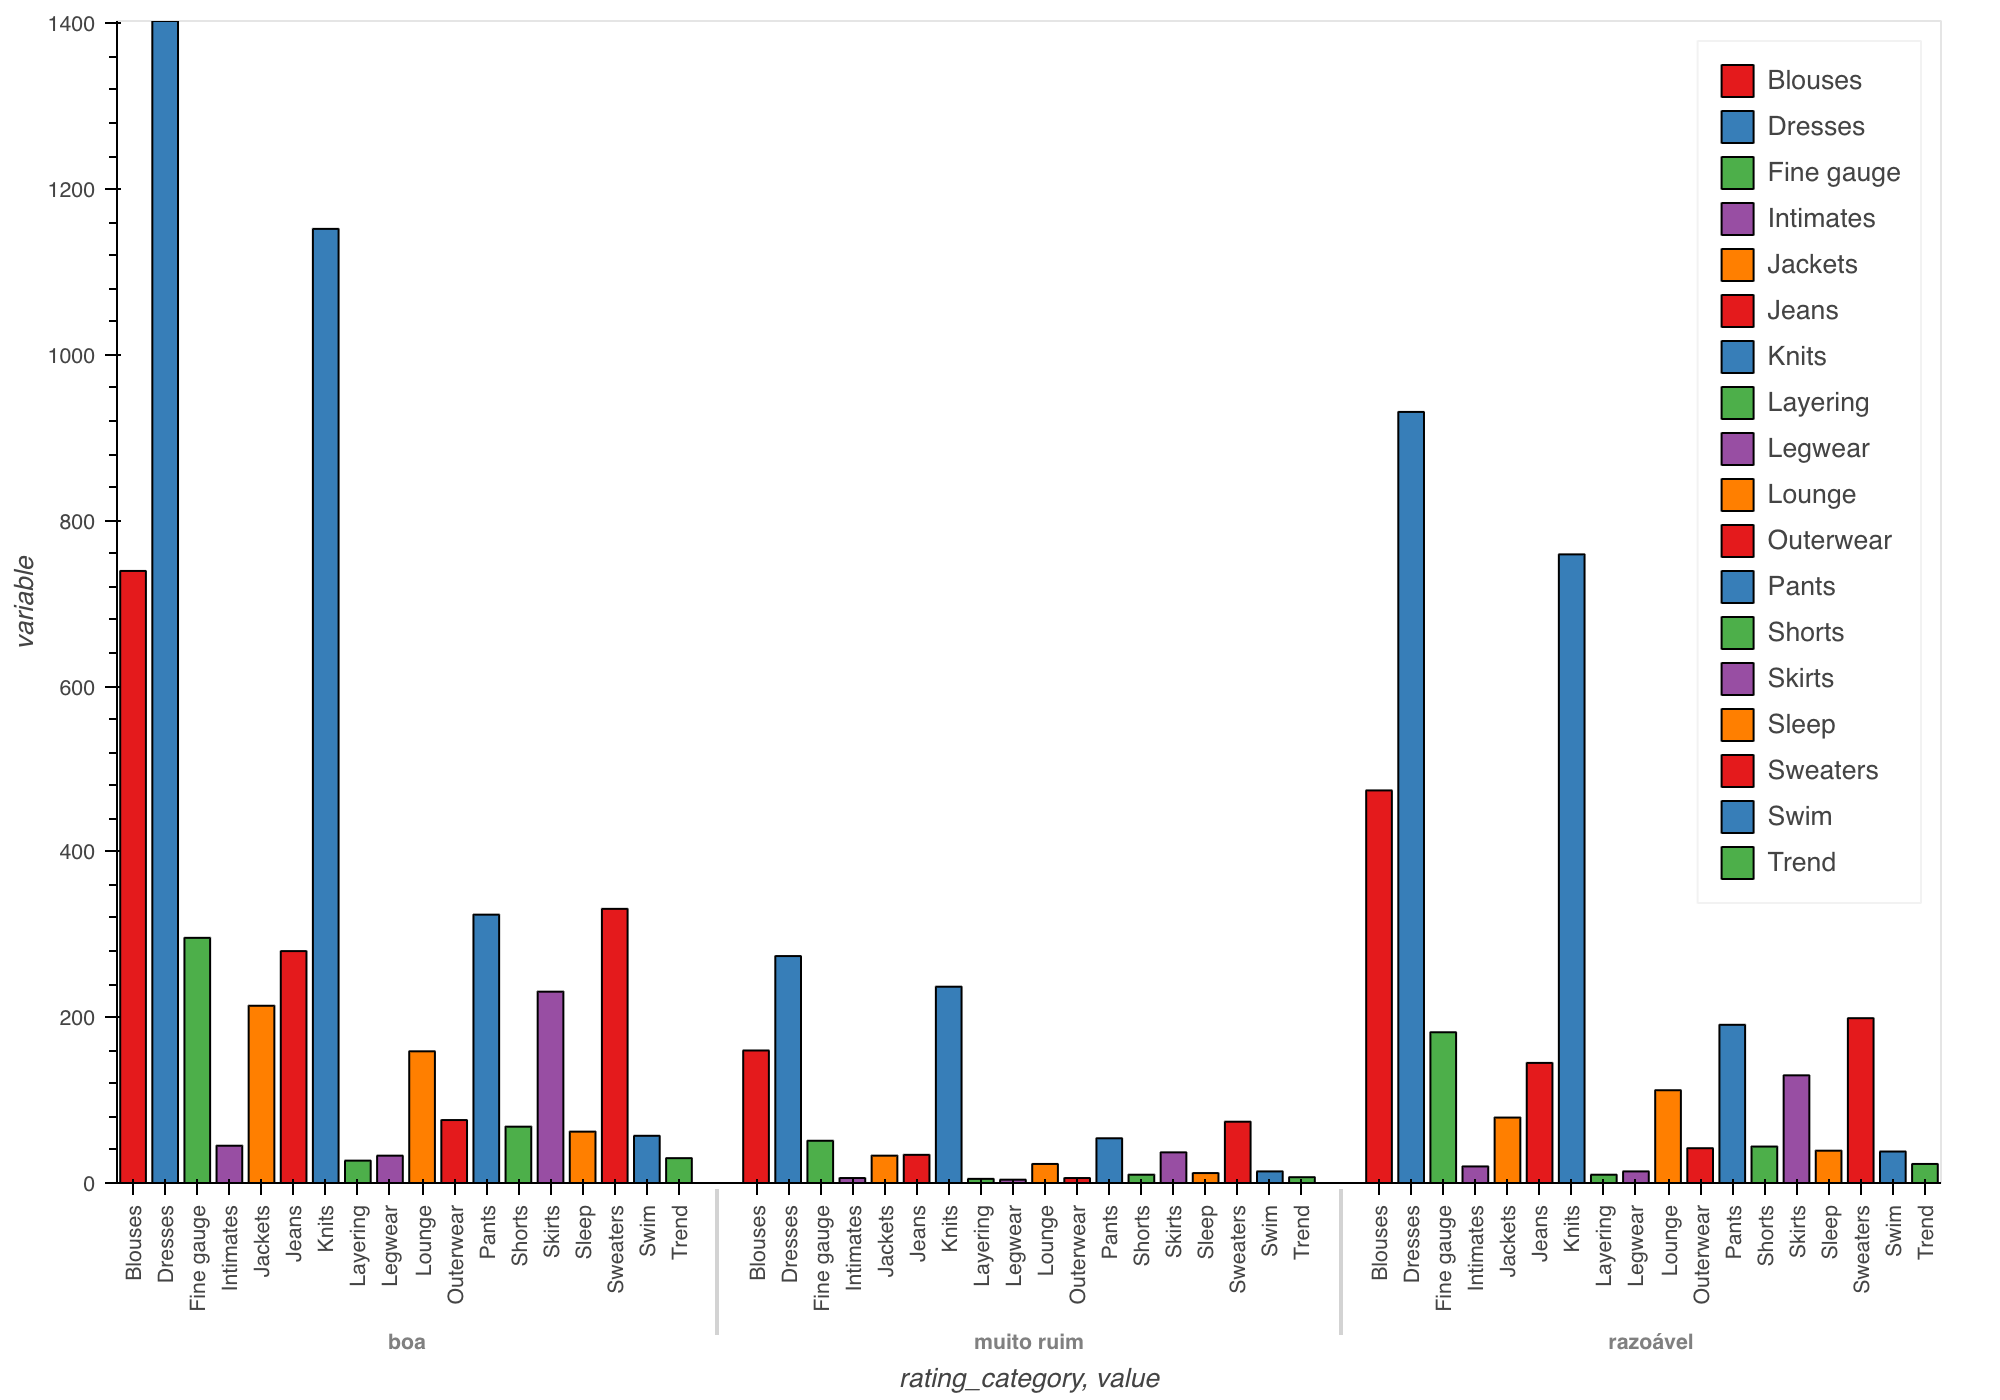 1400
1200
1000
800
600
400
200
0
variable
Blouses
Dresses
Fine gauge
Intimates
Jackets
Jeans
Knits
Layering
Legwear
Lounge
Outerwear
Pants
Shorts
Skirts
Sleep
Sweaters
Swim
Trend
Blouses
Dresses
Fine gauge
Intimates
Jackets
Jeans
Knits
Layering
Legwear
Lounge
Outerwear
Pants
Shorts
Skirts
Sleep
Sweaters
Swim
Trend
Blouses
Dresses
Fine gauge
Intimates
Jackets
Jeans
Knits
Layering
Legwear
Lounge
Outerwear
Pants
Shorts
Skirts
Sleep
Sweaters
Swim
Trend
Blouses
Dresses
Fine gauge
Intimates
Jackets
Jeans
Knits
Layering
Legwear
Lounge
Outerwear
Pants
Shorts
Skirts
Sleep
Sweaters
Swim
Trend
boa
muito ruim
razoável
rating_category, value